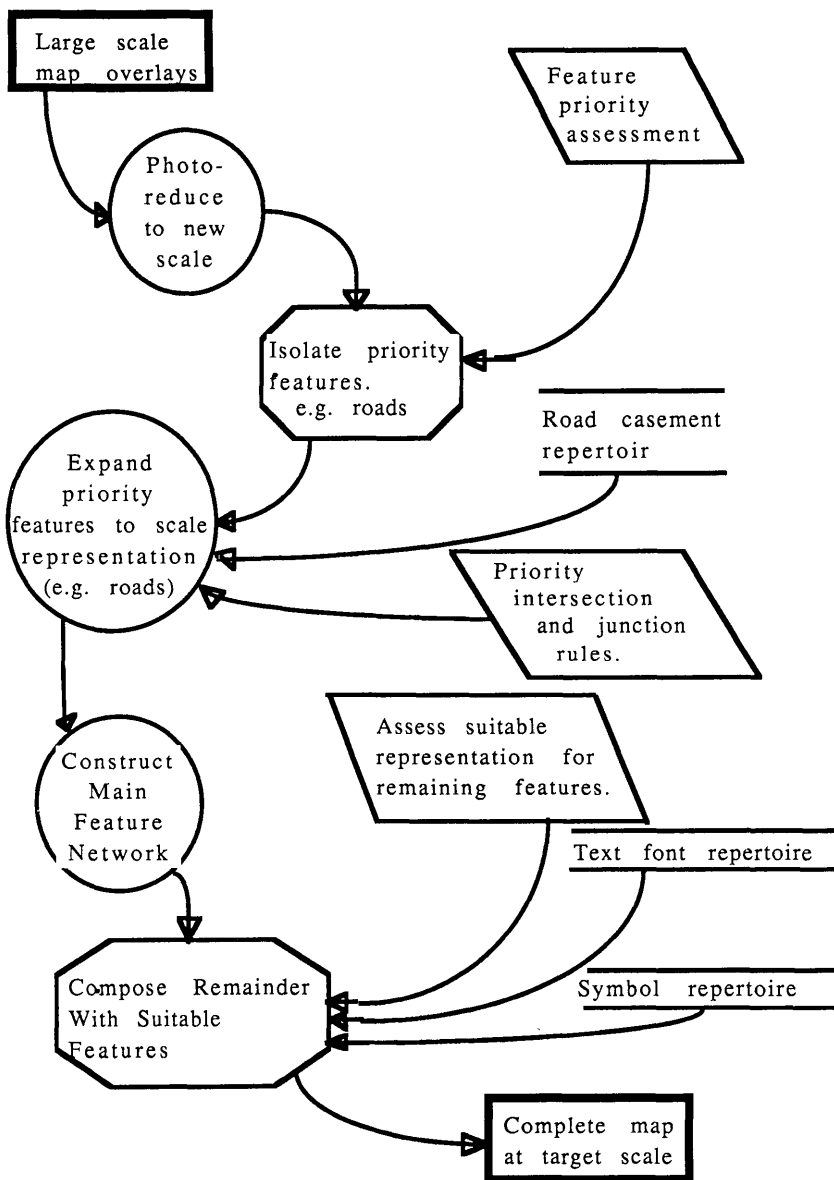 Large scale
map overlays
Feature
priority
assessment
Photo-
reduce
to new
scale
Isolate priority
features.
e.g. roads
Road casement
repertoir
Expand
priority
features to scale
representation
(e.g. roads)
Priority
intersection
and junction
rules.
Assess suitable
representation for
remaining features.
Construct
Main
Feature
Network
Text font repertoire
Compose Remainder
With Suitable
Features
Symbol repertoire
Complete map
at target scale